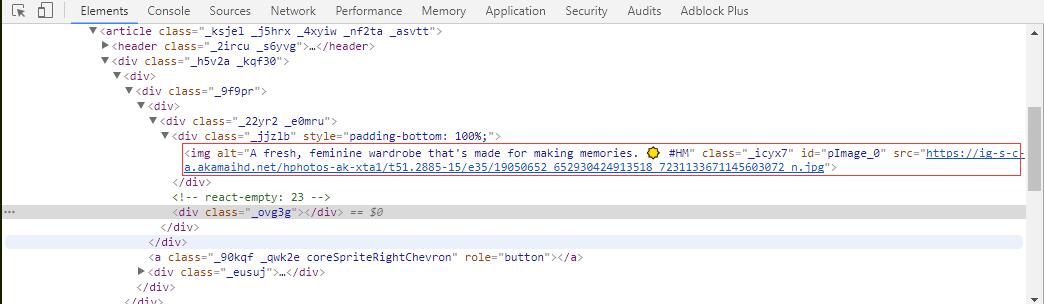 Elements Console Sources Network Performance Memory Application Security Audits Adblock Plus
▼<article class="_ksjel _j5hrx _4xyiw _nf2ta _asvtt">
▶<header class="_2ircu _s6yvg">…</header>
▼<div class="_h5v2a _kqf30">
▼<div>
▼<div class="_9f9pr">
▼<div>
▼<div class="_22yr2 _e0mru">
▼<div class="_jjzlb" style="padding-bottom: 100%;">
<img alt="A fresh, feminine wardrobe that's made for making memories. 🌞 #HM" class="_icyx7" id="pImage_0" src="https://ig-s-c-
a.akamaihd.net/hphotos-ak-xta1/t51.2885-15/e35/19050652_652930424913518_7231133671145603072_n.jpg">
</div>
<!-- react-empty: 23 -->
… <div class="_ovg3g"></div> == $0
</div>
</div>
<a class="_90kqf _qwk2e coreSpriteRightChevron" role="button"></a>
▶<div class="_eusuj">…</div>
</div>
</div>